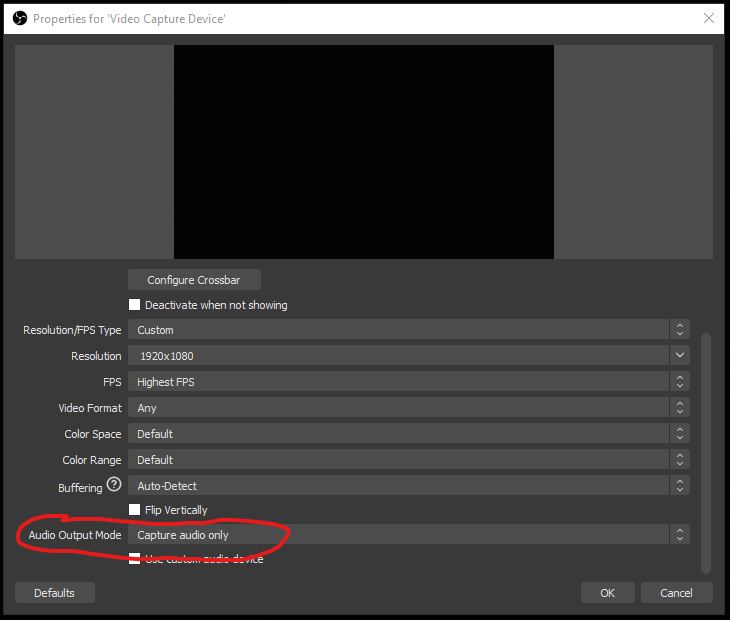 Properties for 'Video Capture Device'
Configure Crossbar
Deactivate when not showing
Resolution/FPS Type Custom
Resolution 1920x1080
FPS Highest FPS
Video Format Any
Color Space Default
Color Range Default
Buffering ? Auto-Detect
Flip Vertically
Audio Output Mode Capture audio only
Use custom audio device
Defaults OK Cancel